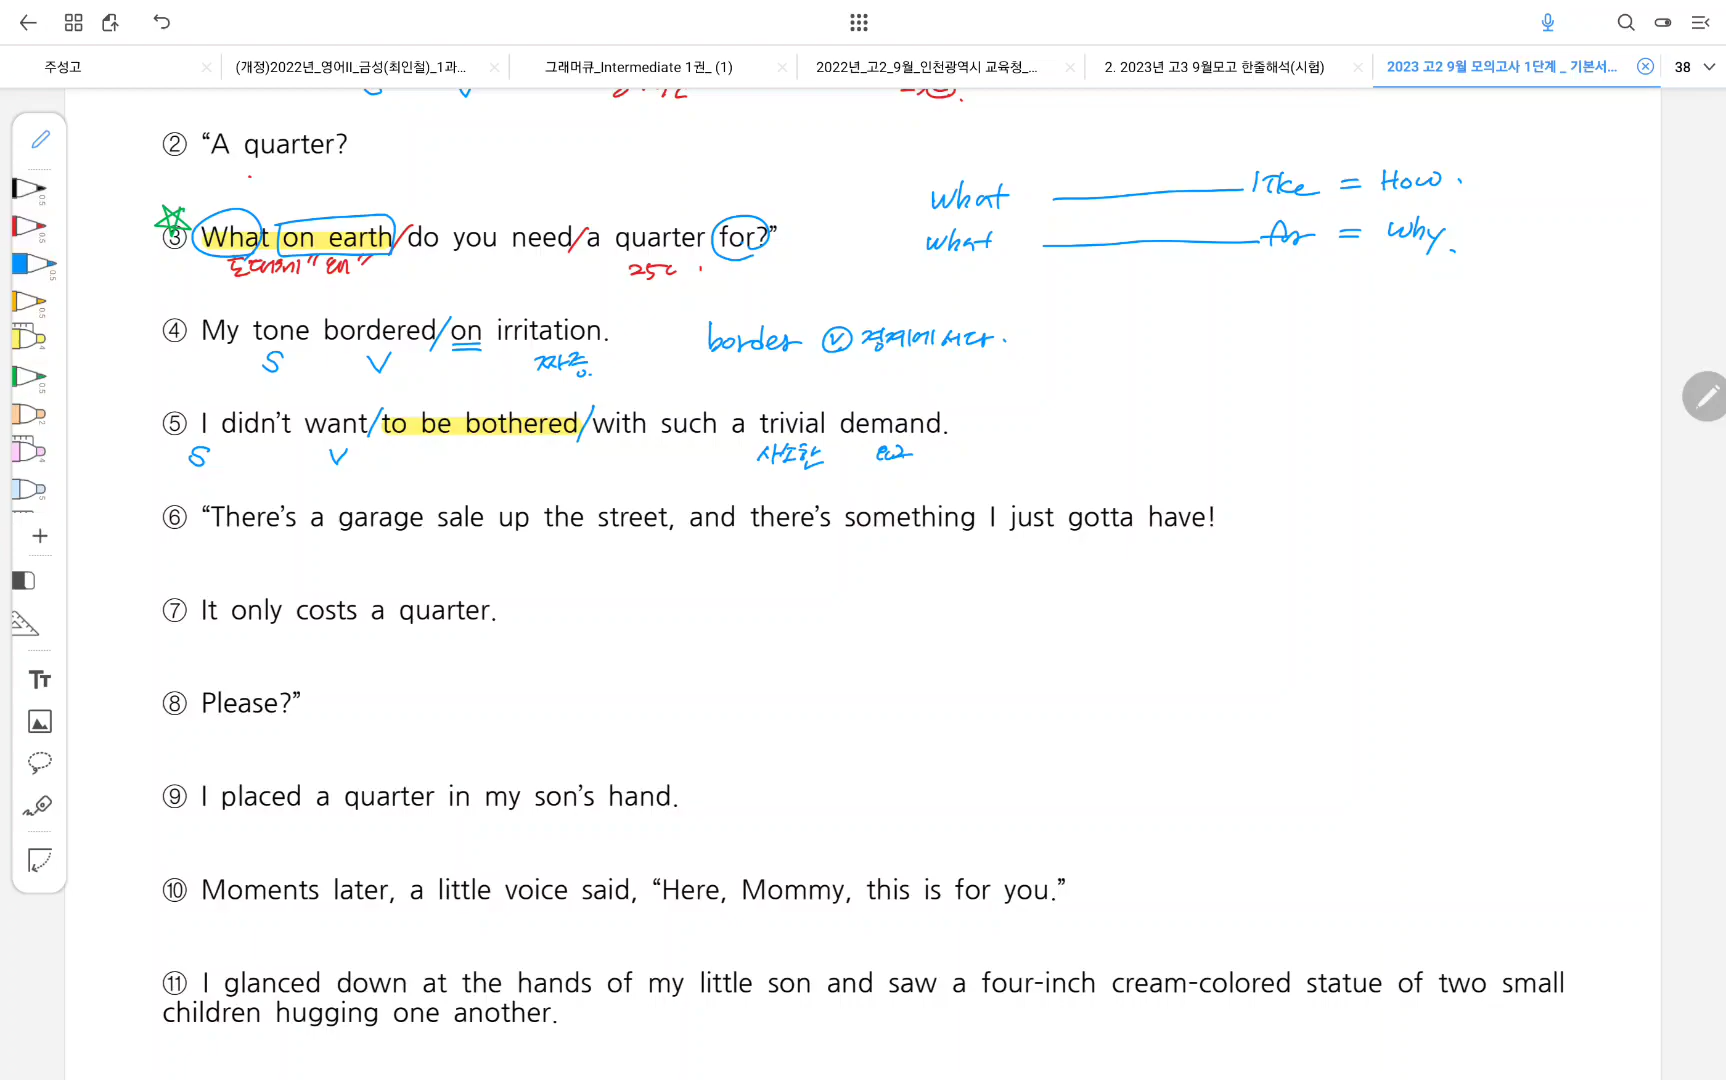 주성고 (개정)2022년_영어II_금성(최인철)_1과... 그래머큐_Intermediate 1권_ (1) 2022년_고2_9월_인천광역시 교육청_... 2. 2023년 고3 9월모고 한줄해석(시험) 2023 고2 9월 모의고사 1단계 _ 기본서... 38
② “A quarter?
what like = How.
③ What on earth/do you need/a quarter for?”
what for = why.
도대체 25c
④ My tone bordered/on irritation. border ⓥ 경계에 서다.
S V 짜증
⑤ I didn’t want/to be bothered/with such a trivial demand.
S V 사소한 요구
⑥ “There’s a garage sale up the street, and there’s something I just gotta have!
⑦ It only costs a quarter.
⑧ Please?”
⑨ I placed a quarter in my son’s hand.
⑩ Moments later, a little voice said, “Here, Mommy, this is for you.”
⑪ I glanced down at the hands of my little son and saw a four-inch cream-colored statue of two small
children hugging one another.
Tт